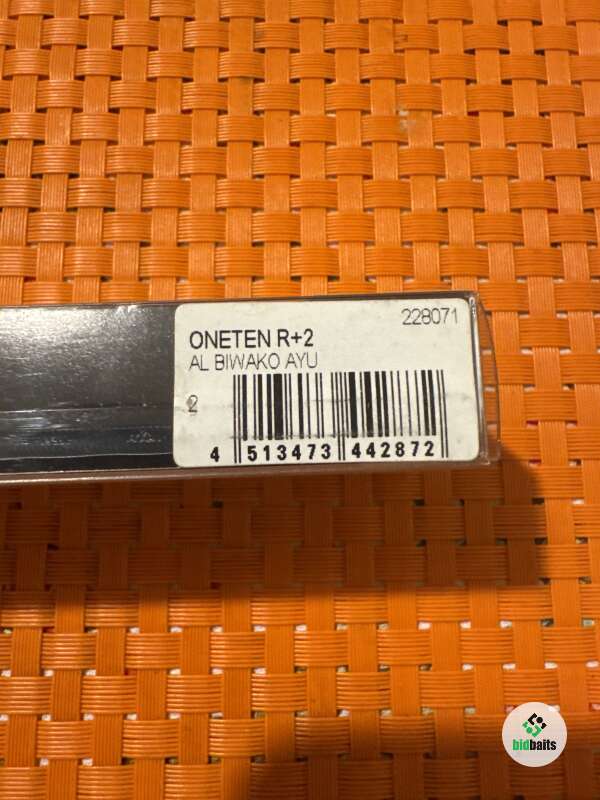 228071
ONETEN R+2
AL BIWAKO AYU
2
4 513473 442872
bidbaits